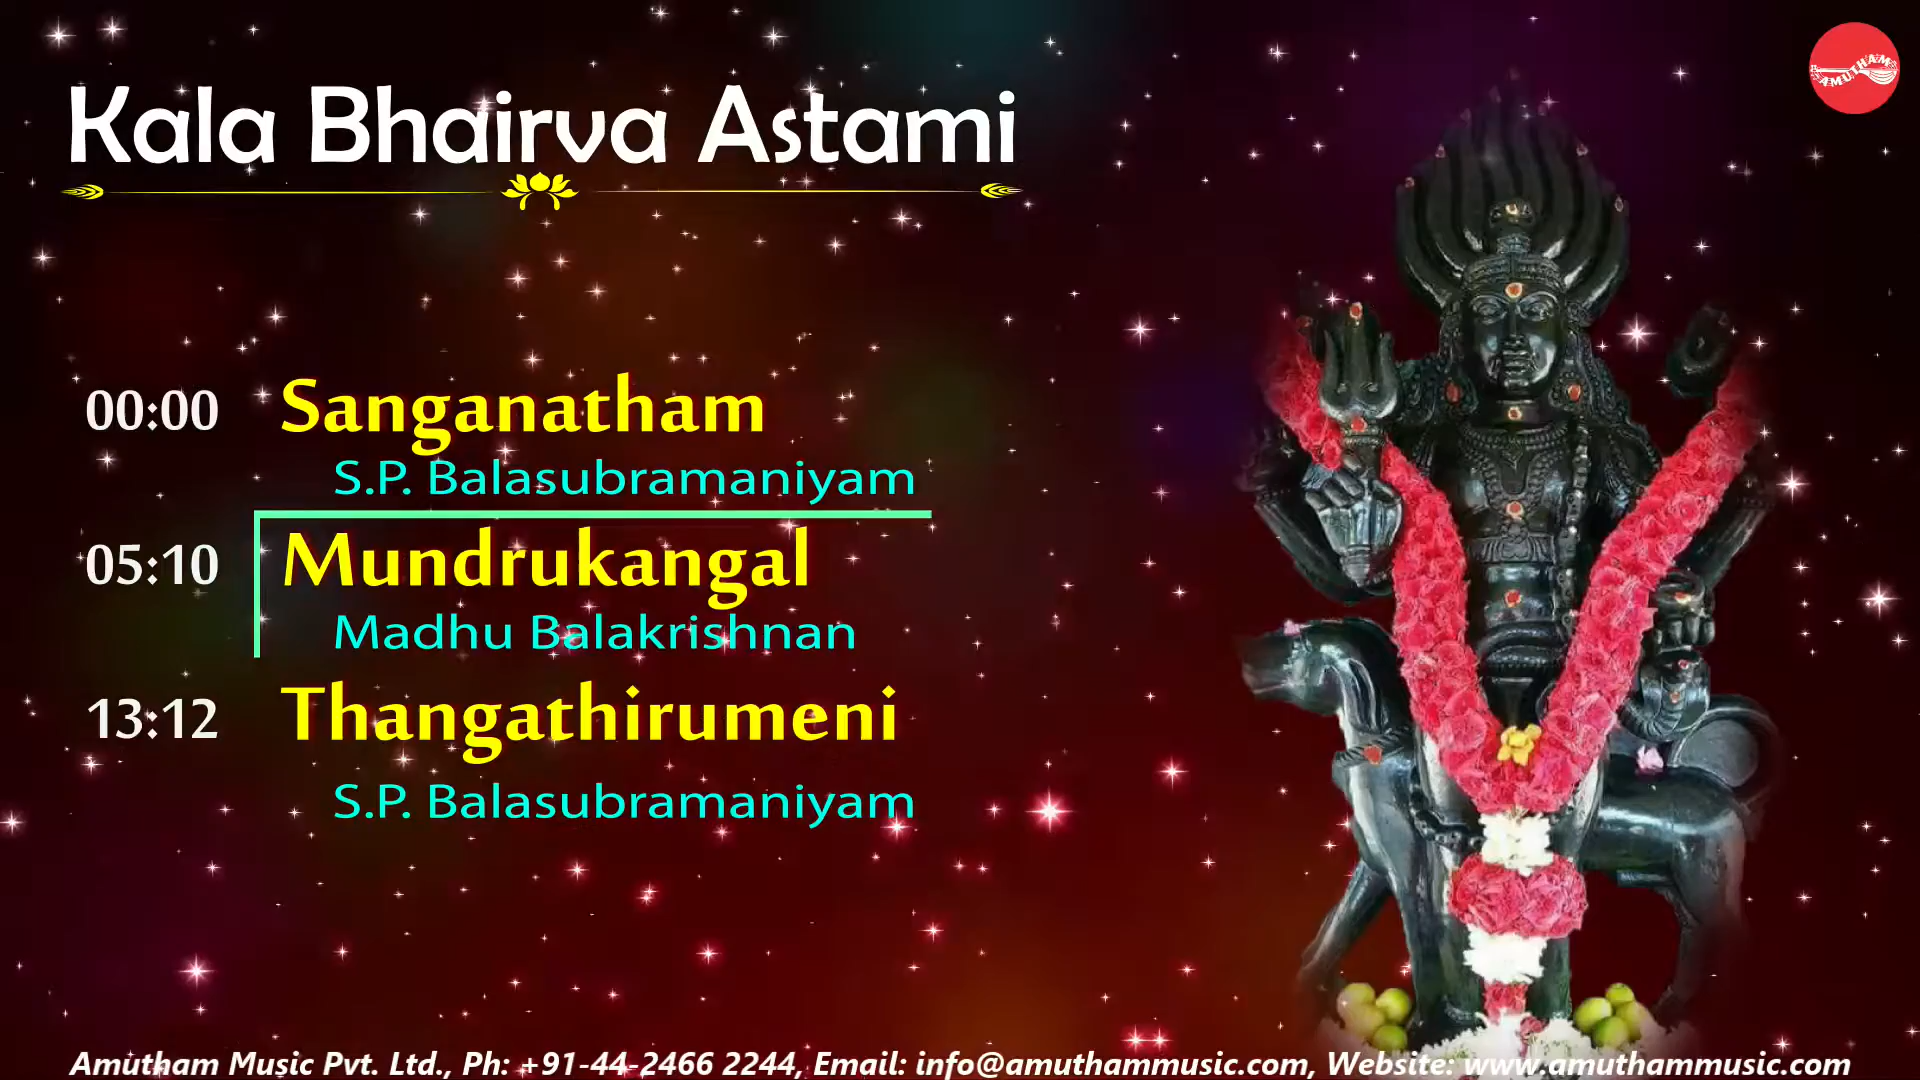 Kala Bhairva Astami
AMUTHAM
00:00 Sanganatham
S.P. Balasubramaniyam
05:10 Mundrukangal
Madhu Balakrishnan
13:12 Thangathirumeni
S.P. Balasubramaniyam
Amutham Music Pvt. Ltd., Ph: +91-44-2466 2244, Email: info@amuthammusic.com, Website: www.amuthammusic.com